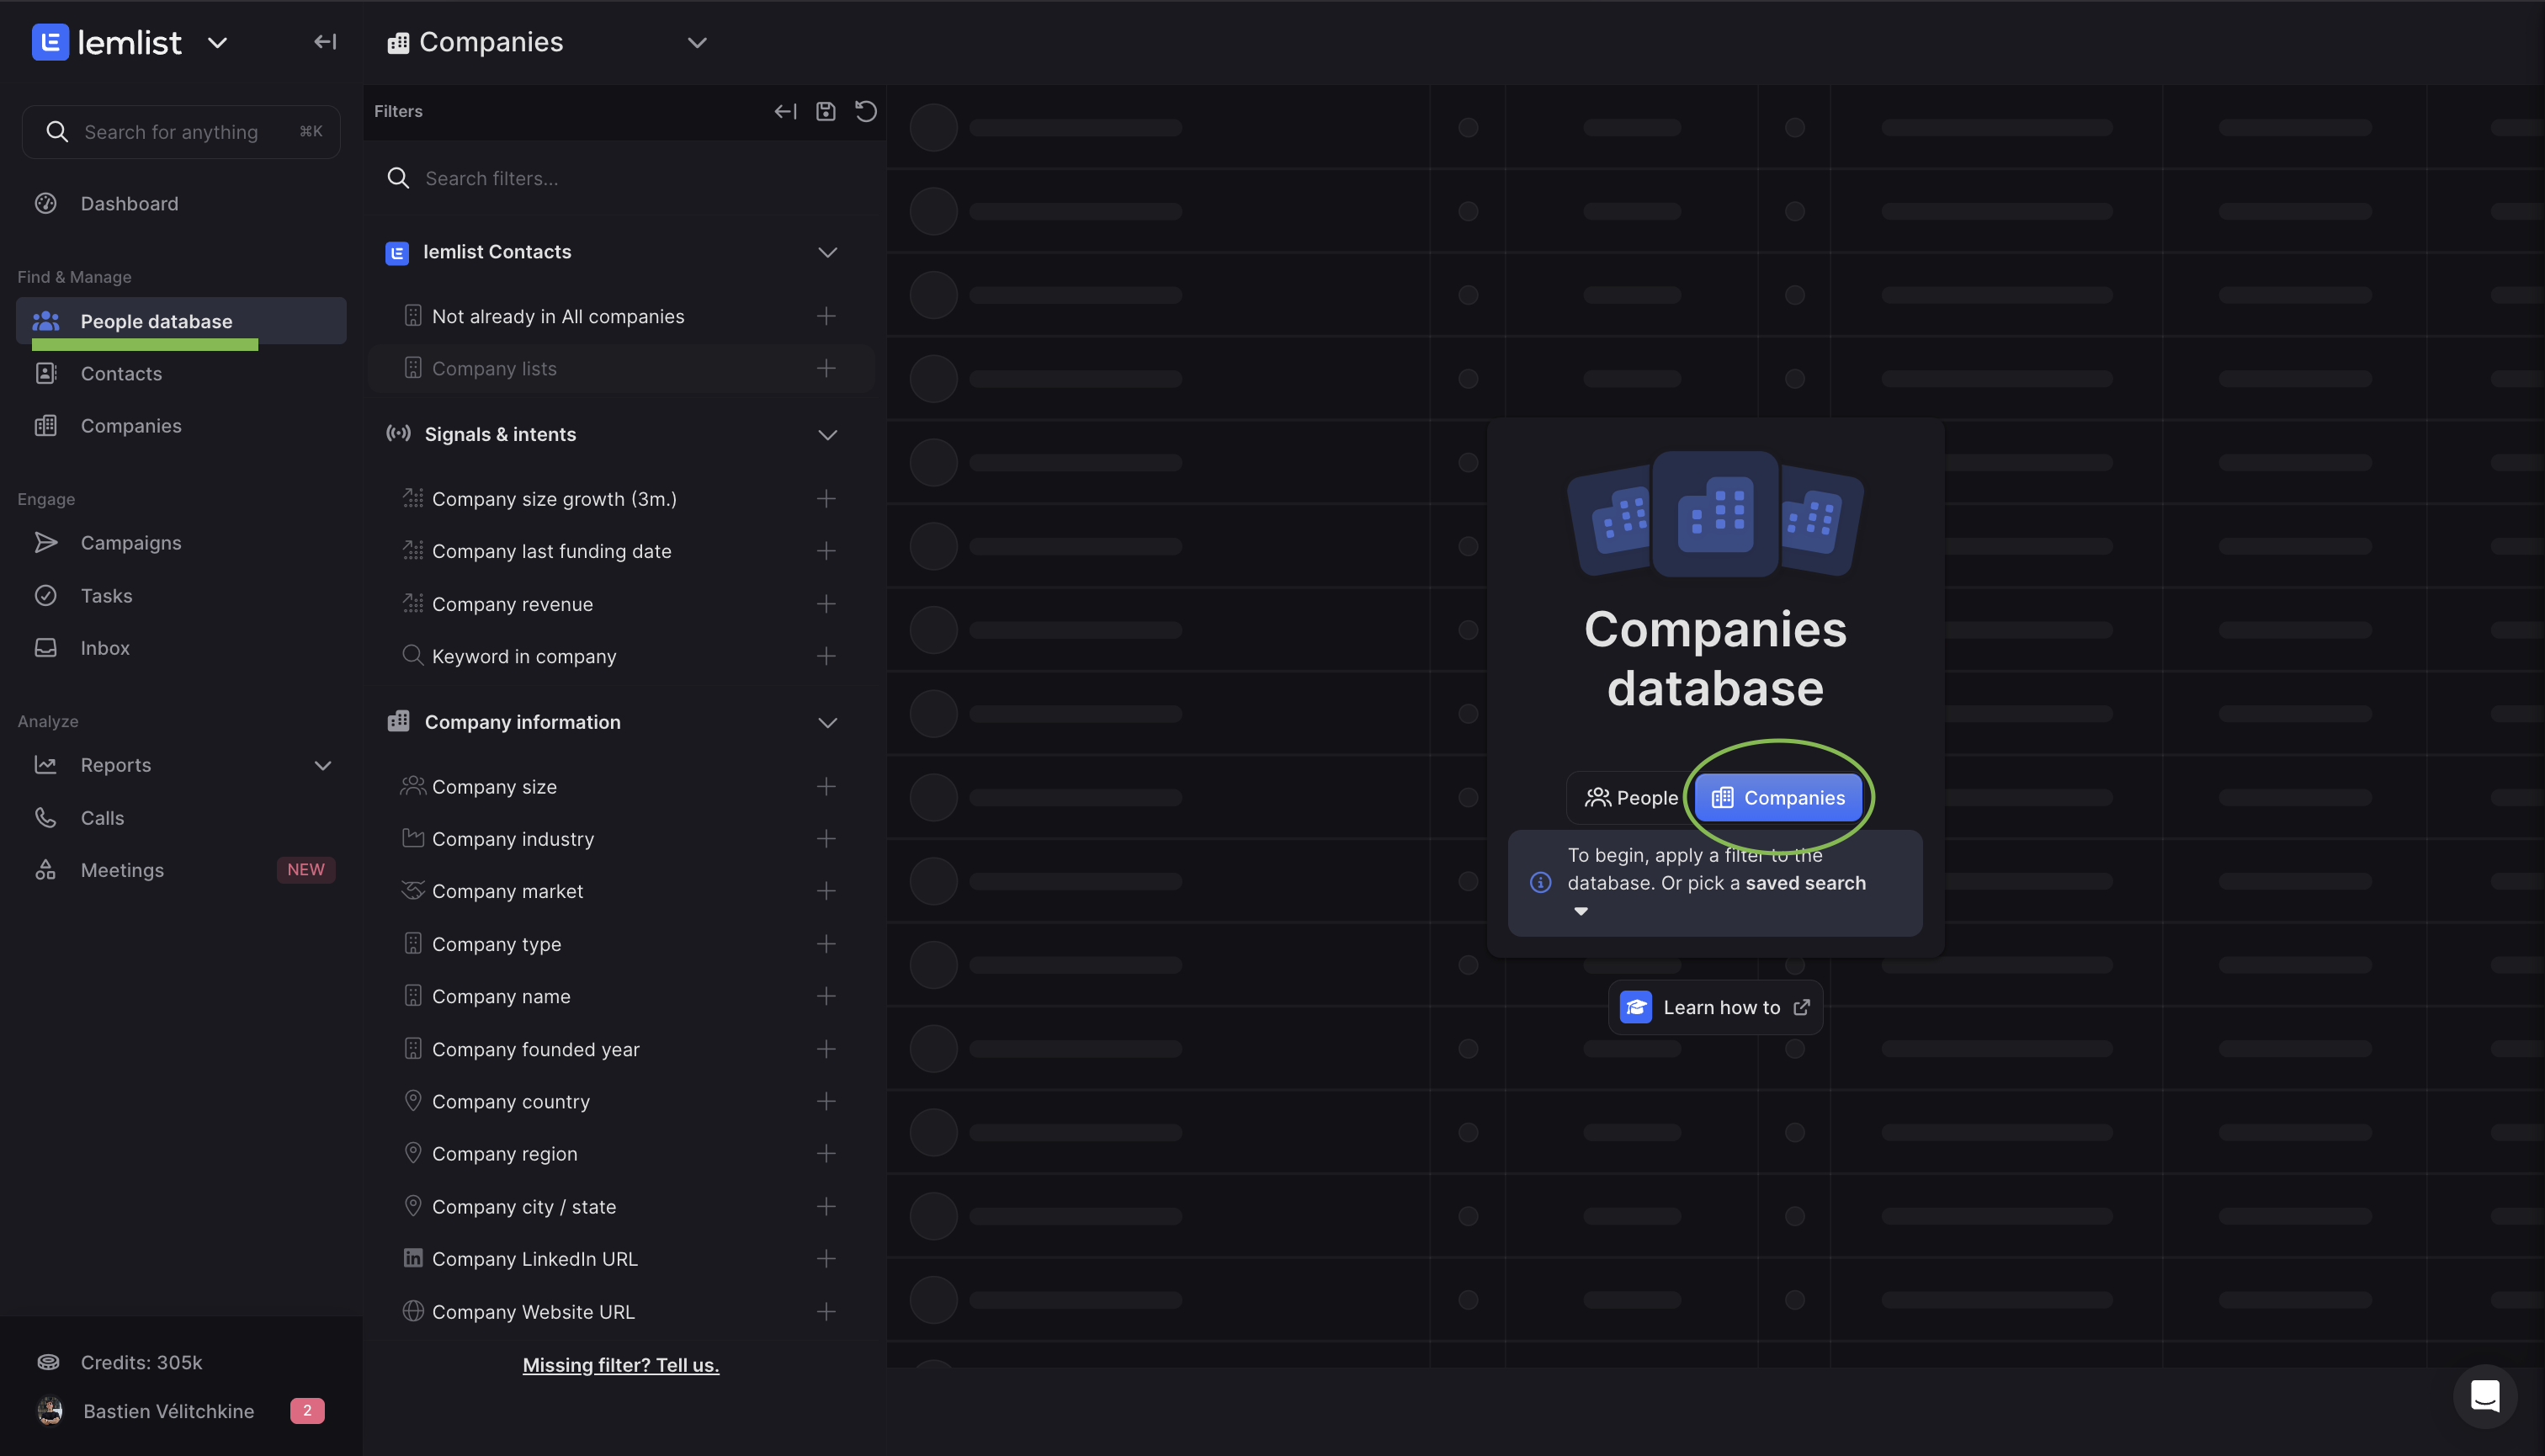 lemlist
Search for anything ⌘K
Dashboard
Find & Manage
People database
Contacts
Companies
Engage
Campaigns
Tasks
Inbox
Analyze
Reports
Calls
Meetings NEW
Credits: 305k
Bastien Vélitchkine 2
Companies
Filters
Search filters...
lemlist Contacts
Not already in All companies
Company lists
Signals & intents
Company size growth (3m.)
Company last funding date
Company revenue
Keyword in company
Company information
Company size
Company industry
Company market
Company type
Company name
Company founded year
Company country
Company region
Company city / state
Company LinkedIn URL
Company Website URL
Missing filter? Tell us.
Companies
database
People Companies
To begin, apply a filter to the
database. Or pick a saved search
Learn how to